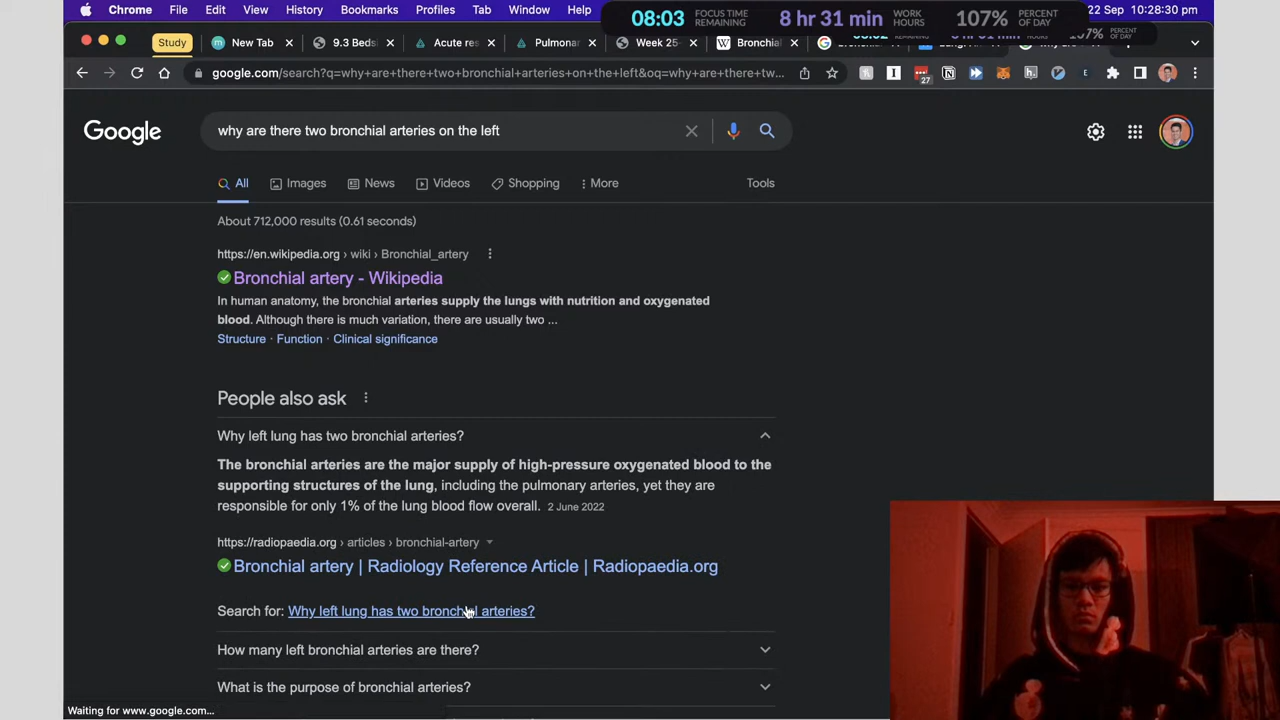 Chrome File Edit View History Bookmarks Profiles Tab Window Help
08:03 FOCUS TIME REMAINING 8 hr 31 min WORK HOURS 107% PERCENT OF DAY
22 Sep 10:28:30 pm
Study New Tab 9.3 Beds Acute res Pulmonar Week 25- Bronchial
google.com/search?q=why+are+there+two+bronchial+arteries+on+the+left&oq=why+are+there+tw...
27
Google why are there two bronchial arteries on the left
All Images News Videos Shopping More Tools
About 712,000 results (0.61 seconds)
https://en.wikipedia.org › wiki › Bronchial_artery
Bronchial artery - Wikipedia
In human anatomy, the bronchial arteries supply the lungs with nutrition and oxygenated
blood. Although there is much variation, there are usually two ...
Structure · Function · Clinical significance
People also ask
Why left lung has two bronchial arteries?
The bronchial arteries are the major supply of high-pressure oxygenated blood to the
supporting structures of the lung, including the pulmonary arteries, yet they are
responsible for only 1% of the lung blood flow overall. 2 June 2022
https://radiopaedia.org › articles › bronchial-artery
Bronchial artery | Radiology Reference Article | Radiopaedia.org
Search for: Why left lung has two bronchial arteries?
How many left bronchial arteries are there?
What is the purpose of bronchial arteries?
Waiting for www.google.com...